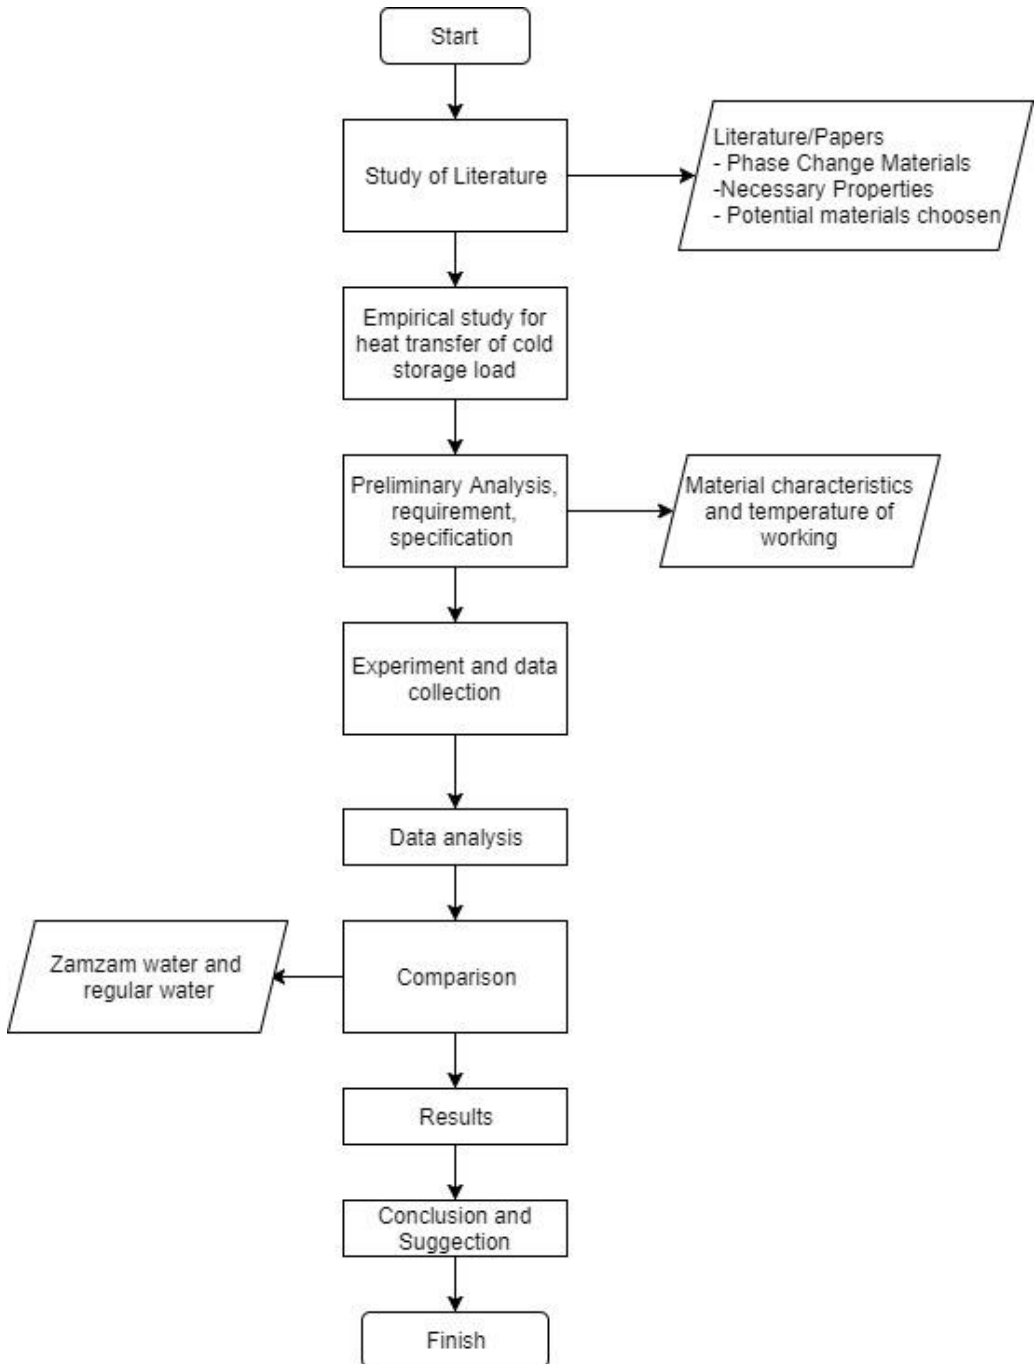 Start
Study of Literature
Literature/Papers
- Phase Change Materials
-Necessary Properties
- Potential materials choosen
Empirical study for
heat transfer of cold
storage load
Preliminary Analysis,
requirement,
specification
Material characteristics
and temperature of
working
Experiment and data
collection
Data analysis
Comparison
Zamzam water and
regular water
Results
Conclusion and
Suggection
Finish